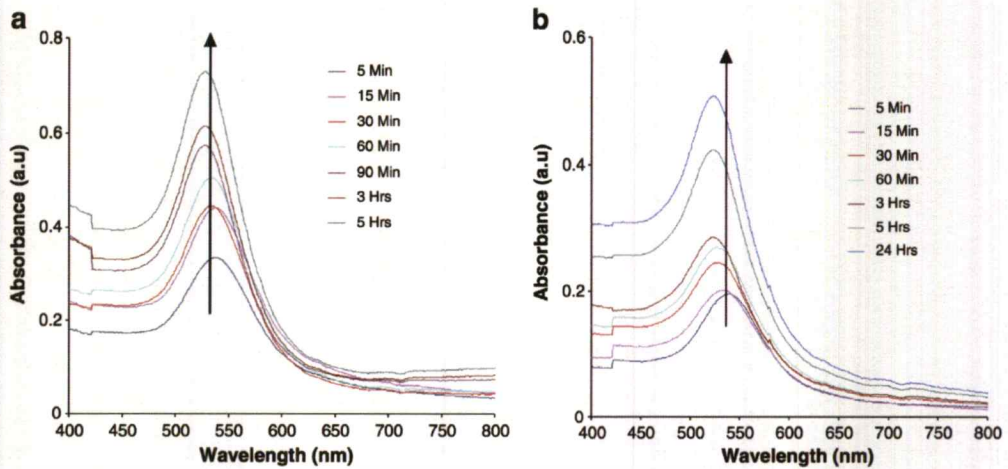 a
0.8
0.6
0.4
0.2
0
400 450 500 550 600 650 700 750 800
Absorbance (a.u)
Wavelength (nm)
5 Min
15 Min
30 Min
60 Min
90 Min
3 Hrs
5 Hrs
b
0.6
0.4
0.2
0
400 450 500 550 600 650 700 750 800
Absorbance (a.u)
Wavelength (nm)
5 Min
15 Min
30 Min
60 Min
3 Hrs
5 Hrs
24 Hrs